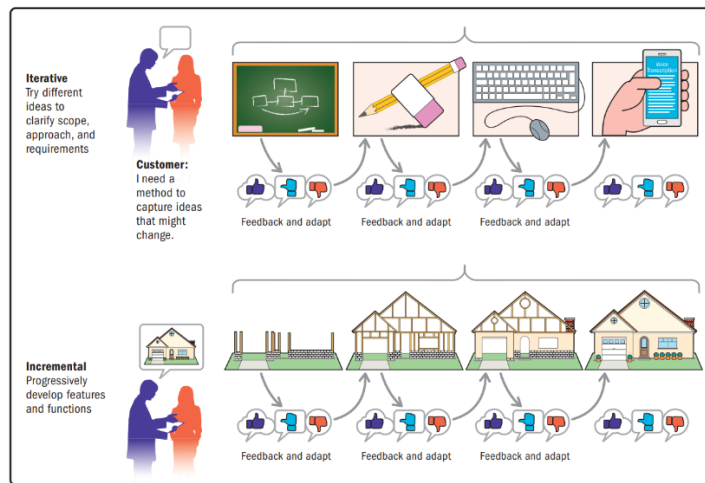 Iterative
Try different
ideas to
clarify scope,
approach, and
requirements
Customer:
I need a
method to
capture ideas
that might
change.
Voice
Transcription
Feedback and adapt
Feedback and adapt
Feedback and adapt
Incremental
Progressively
develop features
and functions
Feedback and adapt
Feedback and adapt
Feedback and adapt